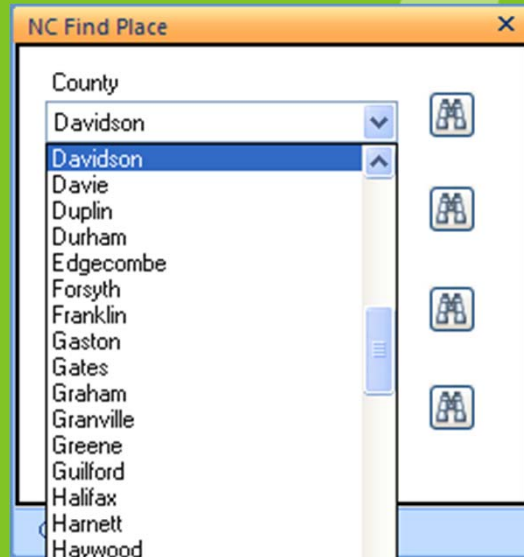 NC Find Place
County
Davidson
Davidson
Davie
Duplin
Durham
Edgecombe
Forsyth
Franklin
Gaston
Gates
Graham
Granville
Greene
Guilford
Halifax
Harnett
Haywood